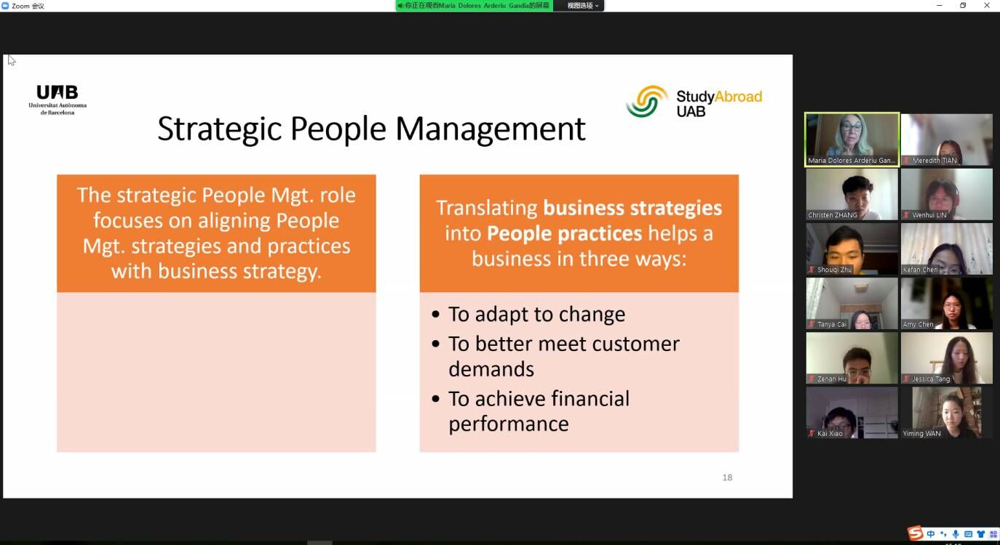 Zoom 会议
你正在观看Maria Dolores Arderiu Gandia的屏幕
视图选项
UAB
Universitat Autònoma
de Barcelona
StudyAbroad
UAB
Strategic People Management
The strategic People Mgt. role
focuses on aligning People
Mgt. strategies and practices
with business strategy.
Translating business strategies
into People practices helps a
business in three ways:
• To adapt to change
• To better meet customer
demands
• To achieve financial
performance
18
Maria Dolores Arderiu Gan...
Meredith TIAN
Christen ZHANG
Wenhui LIN
Shouqi Zhu
Kefan Chen
Tanya Cai
Amy Chen
Zenan Hu
Jessica Tang
Kai Xiao
Yiming WAN
S 中